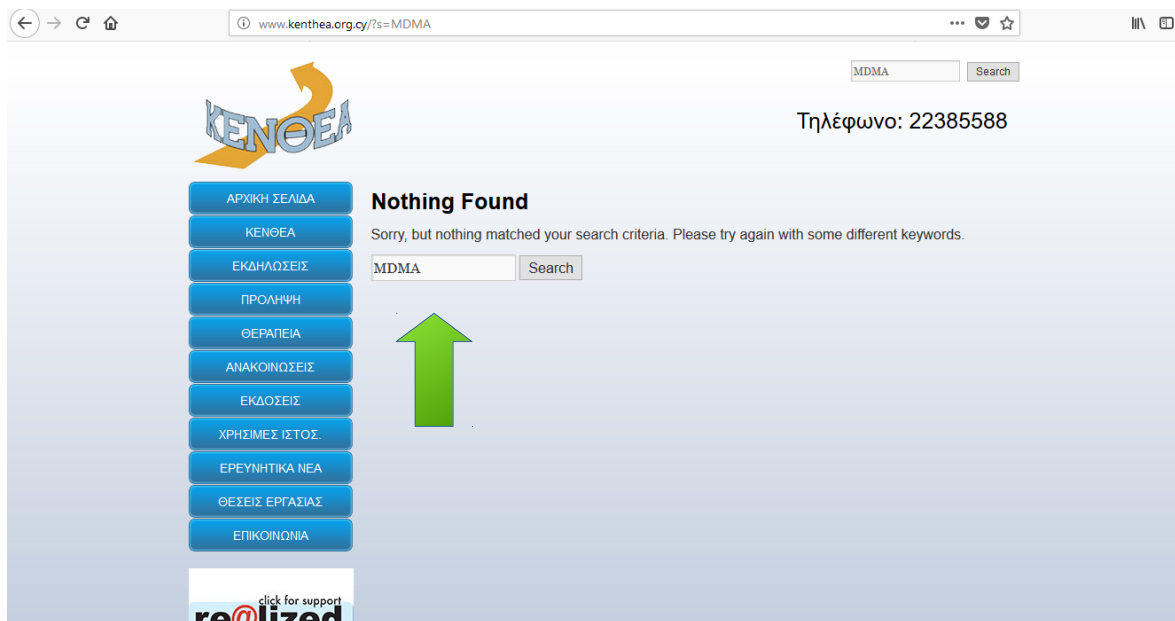 www.kenthea.org.cy/?s=MDMA
MDMA Search
ΚΕΝΘΕΑ
Τηλέφωνο: 22385588
ΑΡΧΙΚΗ ΣΕΛΙΔΑ
ΚΕΝΘΕΑ
ΕΚΔΗΛΩΣΕΙΣ
ΠΡΟΛΗΨΗ
ΘΕΡΑΠΕΙΑ
ΑΝΑΚΟΙΝΩΣΕΙΣ
ΕΚΔΟΣΕΙΣ
ΧΡΗΣΙΜΕΣ ΙΣΤΟΣ.
ΕΡΕΥΝΗΤΙΚΑ ΝΕΑ
ΘΕΣΕΙΣ ΕΡΓΑΣΙΑΣ
ΕΠΙΚΟΙΝΩΝΙΑ
Nothing Found
Sorry, but nothing matched your search criteria. Please try again with some different keywords.
MDMA Search
click for support
re@lized